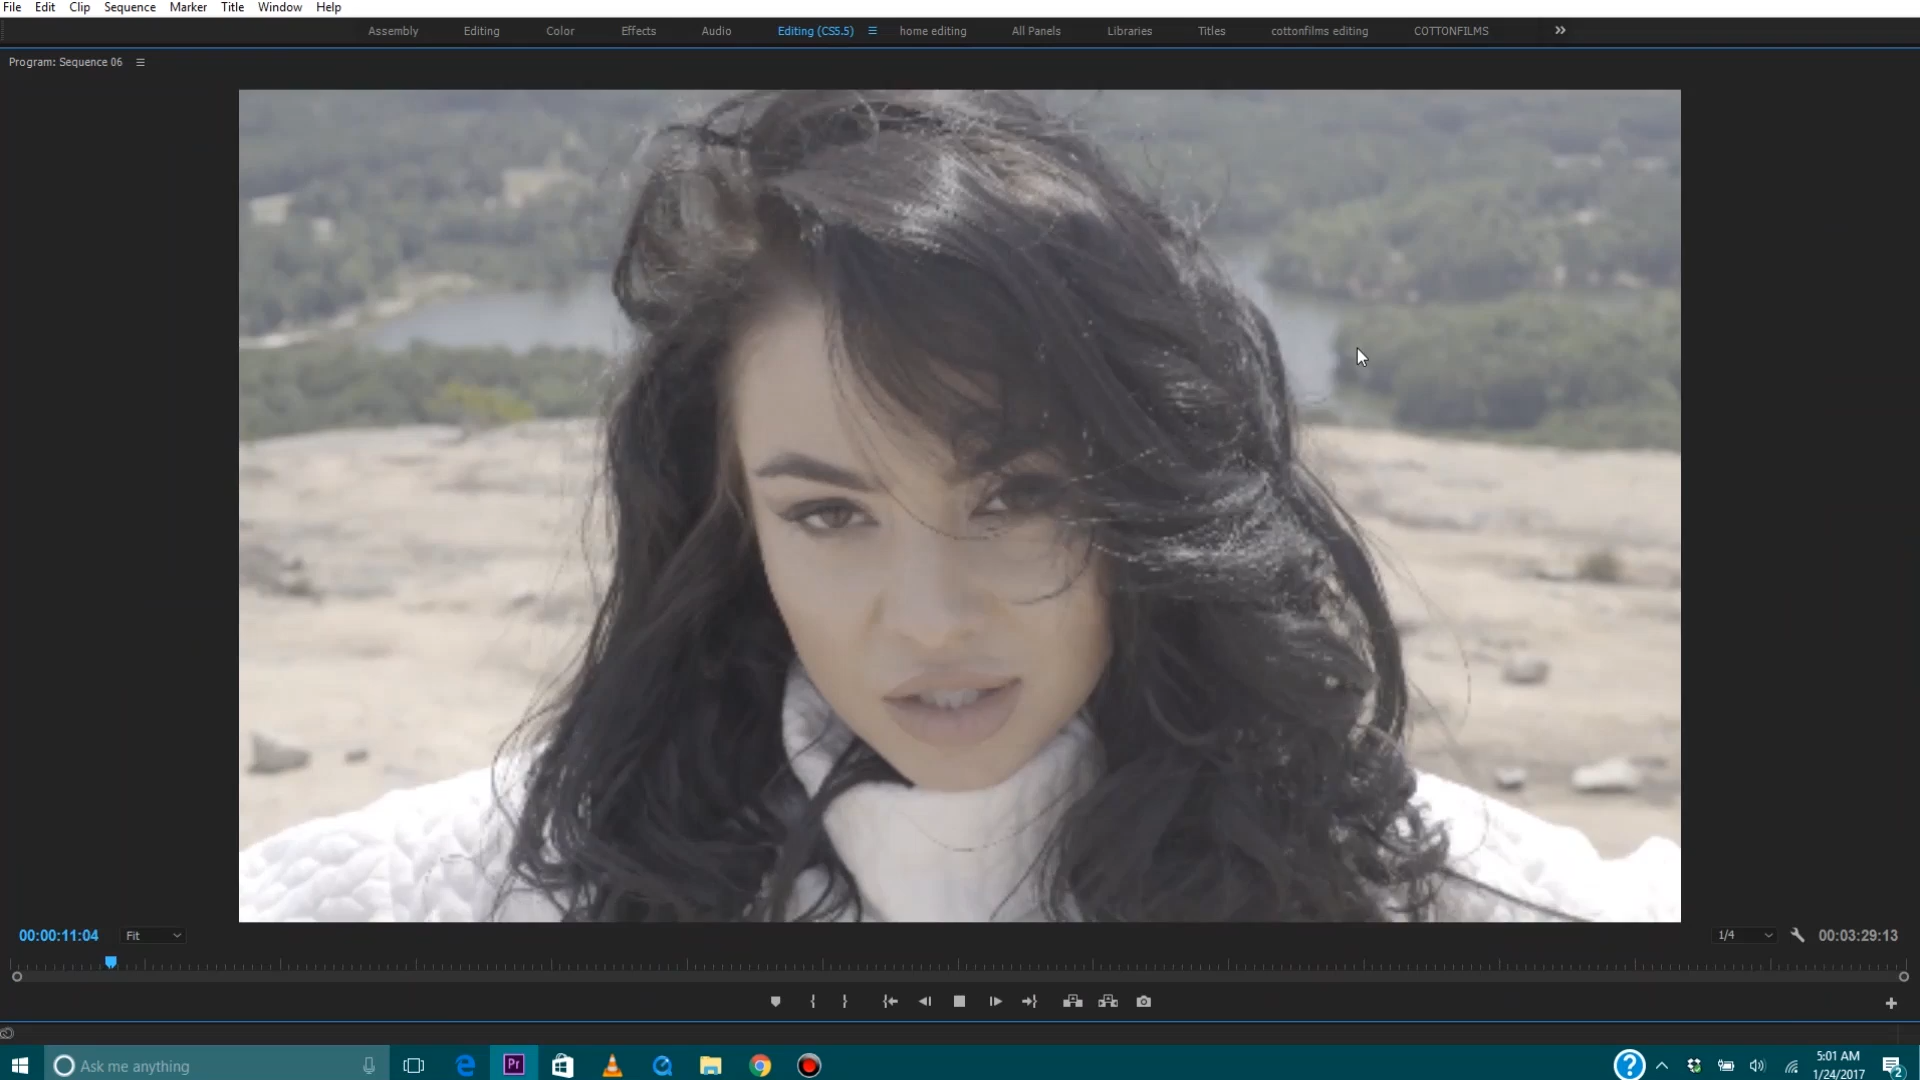 File Edit Clip Sequence Marker Title Window Help
Assembly Editing Color Effects Audio Editing (CS5.5) home editing All Panels Libraries Titles cottonfilms editing COTTONFILMS
Program: Sequence 06
00:00:11:04 Fit 1/4 00:03:29:13
Ask me anything
Pr
5:01 AM
1/24/2017
2